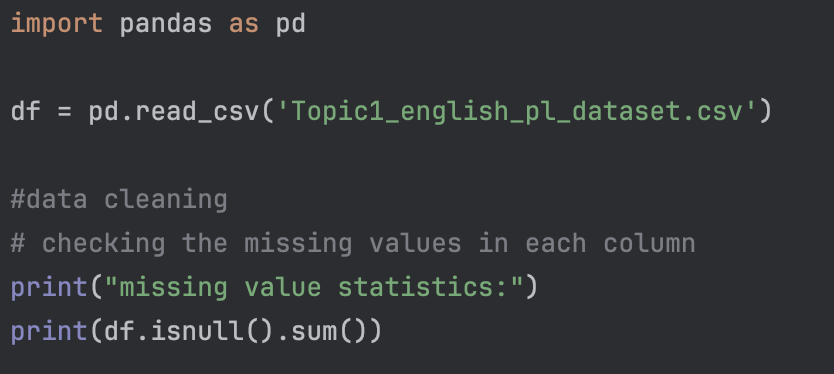 import pandas as pd
df = pd.read_csv('Topic1_english_pl_dataset.csv')
#data cleaning
# checking the missing values in each column
print("missing value statistics:")
print(df.isnull().sum())